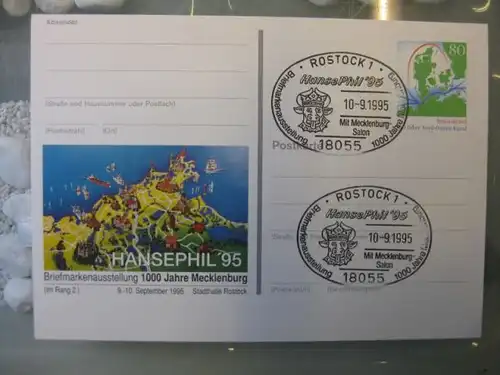 (Straße und Hausnummer oder Postfach)
(Postleitzahl)
(Ort)
HANSEPHIL '95
Briefmarkenausstellung 1000 Jahre Mecklenburg
(im Rang 2)
9.-10. September 1995
Stadthalle Rostock
80
ROSTOCK 1
HansePhil '95
Briefmarkenausstellung
10-9.1995
Mit Mecklenburg-
Salon
18055
1000 Jahre
Postkarte
ROSTOCK 1
HansePhil '95
Briefmarkenausstellung
10-9.1995
Mit Mecklenburg-
Salon
18055
1000 Jahre
(Postleitzahl)